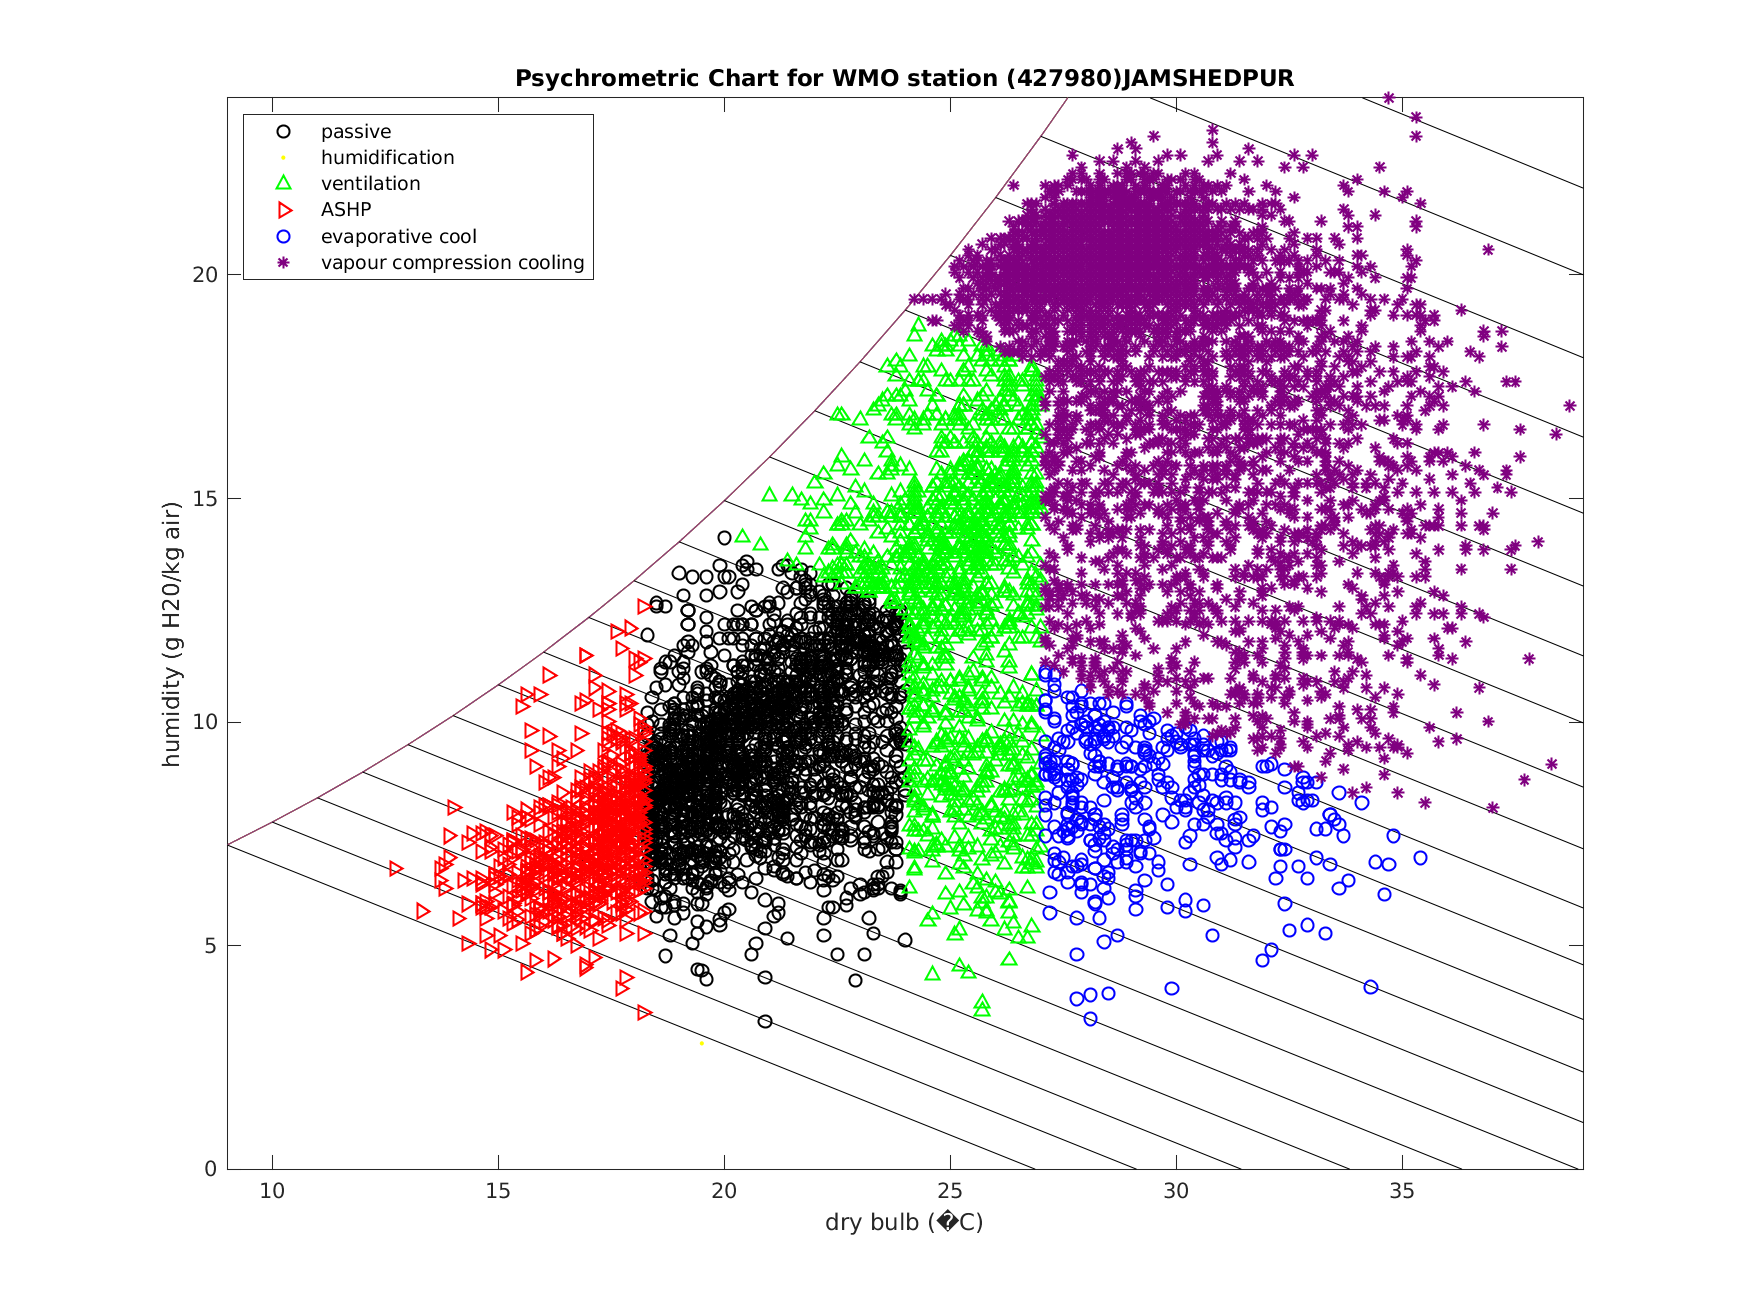 Psychrometric Chart for WMO station (427980)JAMSHEDPUR
passive
humidification
ventilation
ASHP
evaporative cool
vapour compression cooling
humidity (g H20/kg air)
20
15
10
5
0
10 15 20 25 30 35
dry bulb (�C)